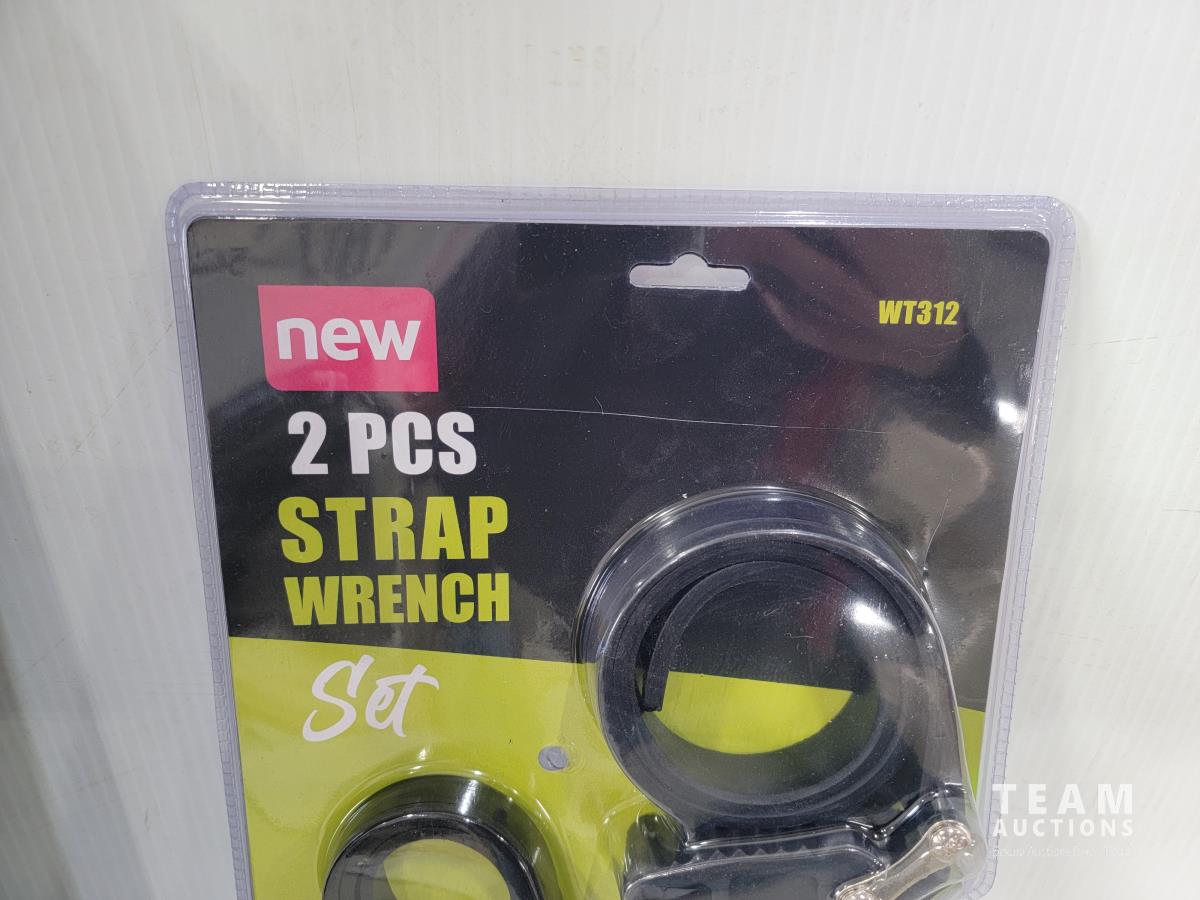 WT312
new
2 PCS
STRAP
WRENCH
Set
TEAM
AUCTIONS